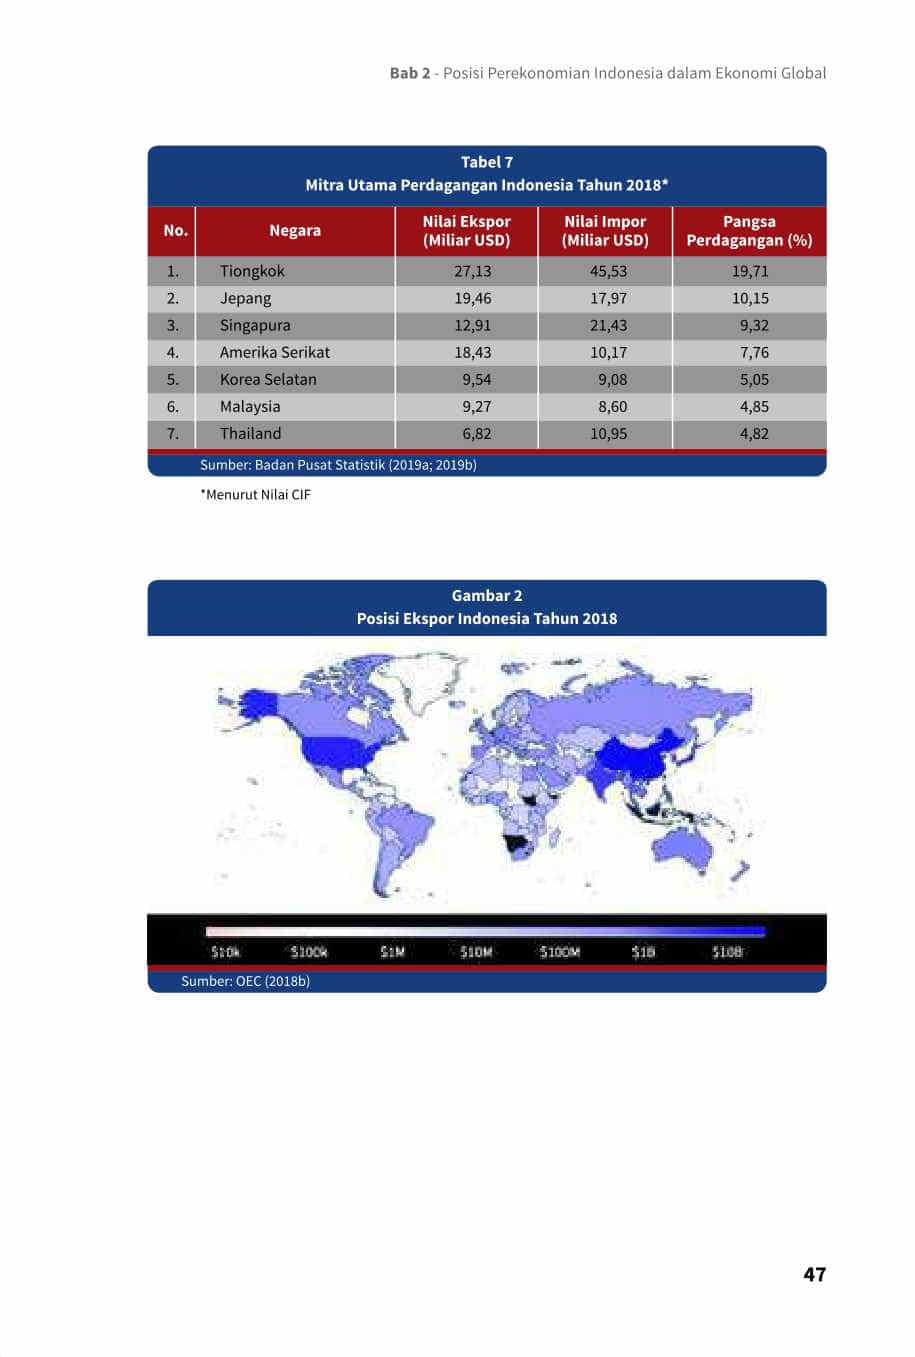 Bab 2 - Posisi Perekonomian Indonesia dalam Ekonomi Global
Tabel 7
Mitra Utama Perdagangan Indonesia Tahun 2018*
No. Negara Nilai Ekspor (Miliar USD) Nilai Impor (Miliar USD) Pangsa Perdagangan (%)
1. Tiongkok 27,13 45,53 19,71
2. Jepang 19,46 17,97 10,15
3. Singapura 12,91 21,43 9,32
4. Amerika Serikat 18,43 10,17 7,76
5. Korea Selatan 9,54 9,08 5,05
6. Malaysia 9,27 8,60 4,85
7. Thailand 6,82 10,95 4,82
Sumber: Badan Pusat Statistik (2019a; 2019b)
*Menurut Nilai CIF
Gambar 2
Posisi Ekspor Indonesia Tahun 2018
$10k $100k $1M $10M $100M $1B $10B
Sumber: OEC (2018b)
47